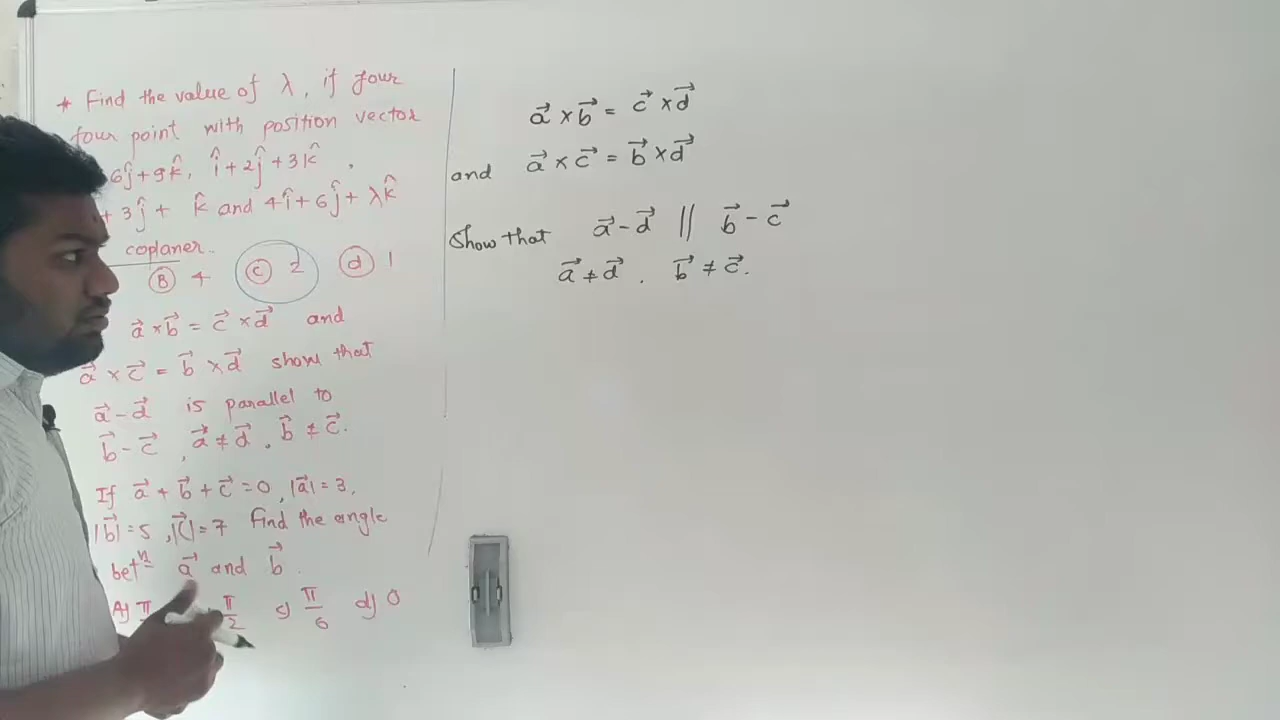 * Find the value of λ, if four
four point with position vector
6ĵ+9k̂, î+2ĵ+3k̂,
+3ĵ+ k̂ and 4î+6ĵ+λk̂
coplaner..
Ⓑ 4 Ⓒ 2 ⓓ 1
a⃗×b⃗ = c⃗×d⃗ and
a⃗×c⃗ = b⃗×d⃗ show that
a⃗-d⃗ is parallel to
b⃗-c⃗, a⃗≠d⃗. b⃗≠c⃗.
If a⃗+b⃗+c⃗=0, |a⃗|=3,
|b⃗|=5, |c⃗|=7 Find the angle
betⁿ a⃗ and b⃗.
A) π π/2 c) π/6 d) 0
a⃗×b⃗ = c⃗×d⃗
and a⃗×c⃗ = b⃗×d⃗
Show that a⃗-d⃗ || b⃗-c⃗
a⃗≠d⃗. b⃗≠c⃗.